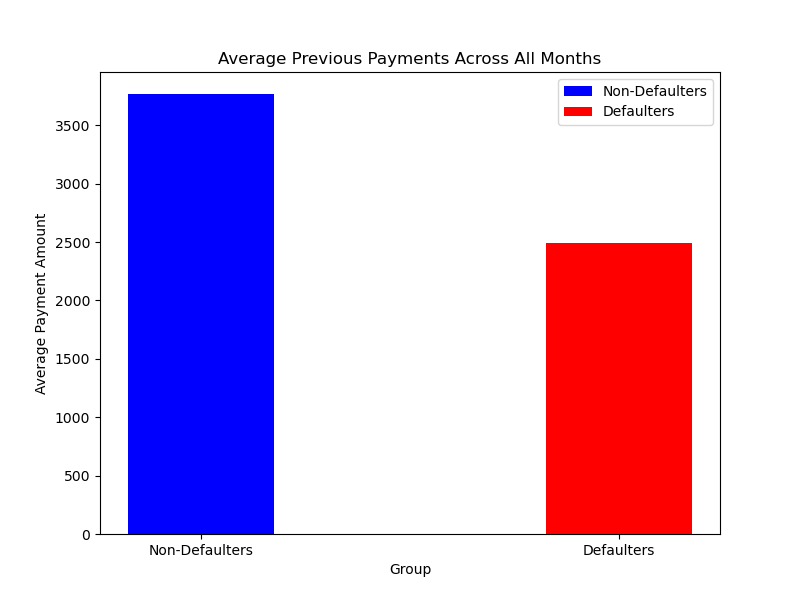 Average Previous Payments Across All Months
Non-Defaulters
Defaulters
3500
3000
2500
2000
1500
1000
500
0
Average Payment Amount
Non-Defaulters
Defaulters
Group